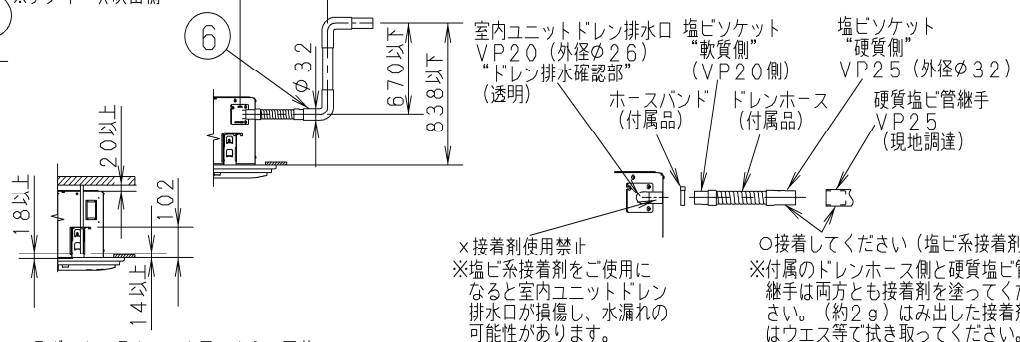 6
φ32
670以下
838以下
20以上
18以上
102
14以上
室内ユニットドレン排水口
VP20(外径φ26)
“ドレン排水確認部”
(透明)
塩ビソケット
“軟質側”
(VP20側)
塩ビソケット
“硬質側”
VP25(外径φ32)
ホースバンド
(付属品)
ドレンホース
(付属品)
硬質塩ビ管継手
VP25
(現地調達)
×接着剤使用禁止
※塩ビ系接着剤をご使用に
なると室内ユニットドレン
排水口が損傷し、水漏れの
可能性があります。
○接着してください(塩ビ系接着剤
※付属のドレンホース側と硬質塩ビ管
継手は両方とも接着剤を塗ってくだ
さい。(約2g)はみ出した接着剤
はウエス等で拭き取ってください。